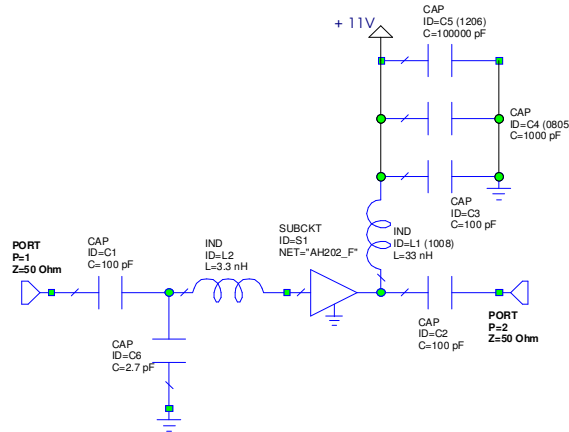 CAP
ID=C5 (1206)
C=100000 pF
+ 11V
CAP
ID=C4 (0805
C=1000 pF
CAP
ID=C3
C=100 pF
SUBCKT
ID=S1
NET="AH202_F"
IND
ID=L1 (1008)
L=33 nH
PORT
P=1
Z=50 Ohm
CAP
ID=C1
C=100 pF
IND
ID=L2
L=3.3 nH
CAP
ID=C6
C=2.7 pF
CAP
ID=C2
C=100 pF
PORT
P=2
Z=50 Ohm